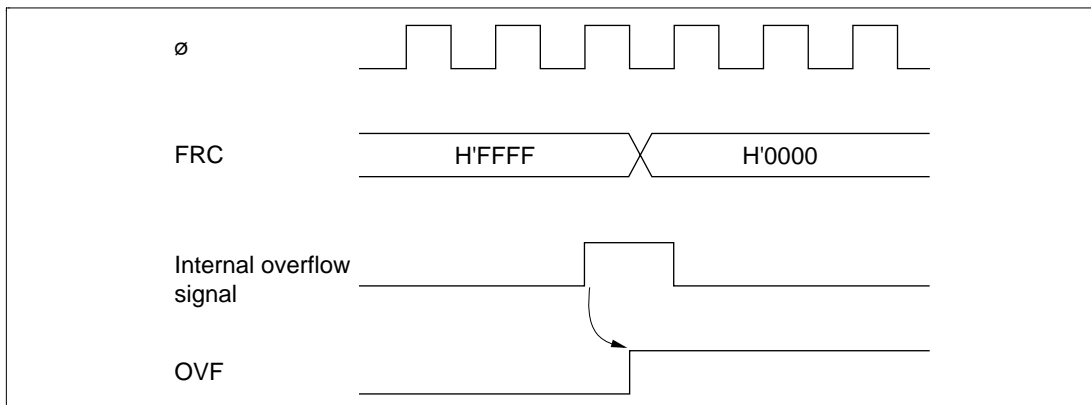 ø
FRC
H'FFFF
H'0000
Internal overflow
signal
OVF